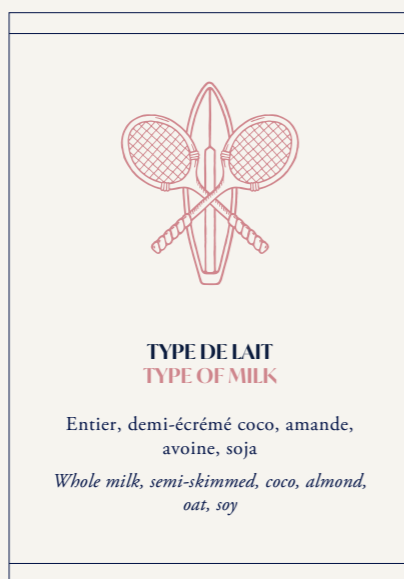 TYPE DE LAIT
TYPE OF MILK
Entier, demi-écrémé coco, amande,
avoine, soja
Whole milk, semi-skimmed, coco, almond,
oat, soy